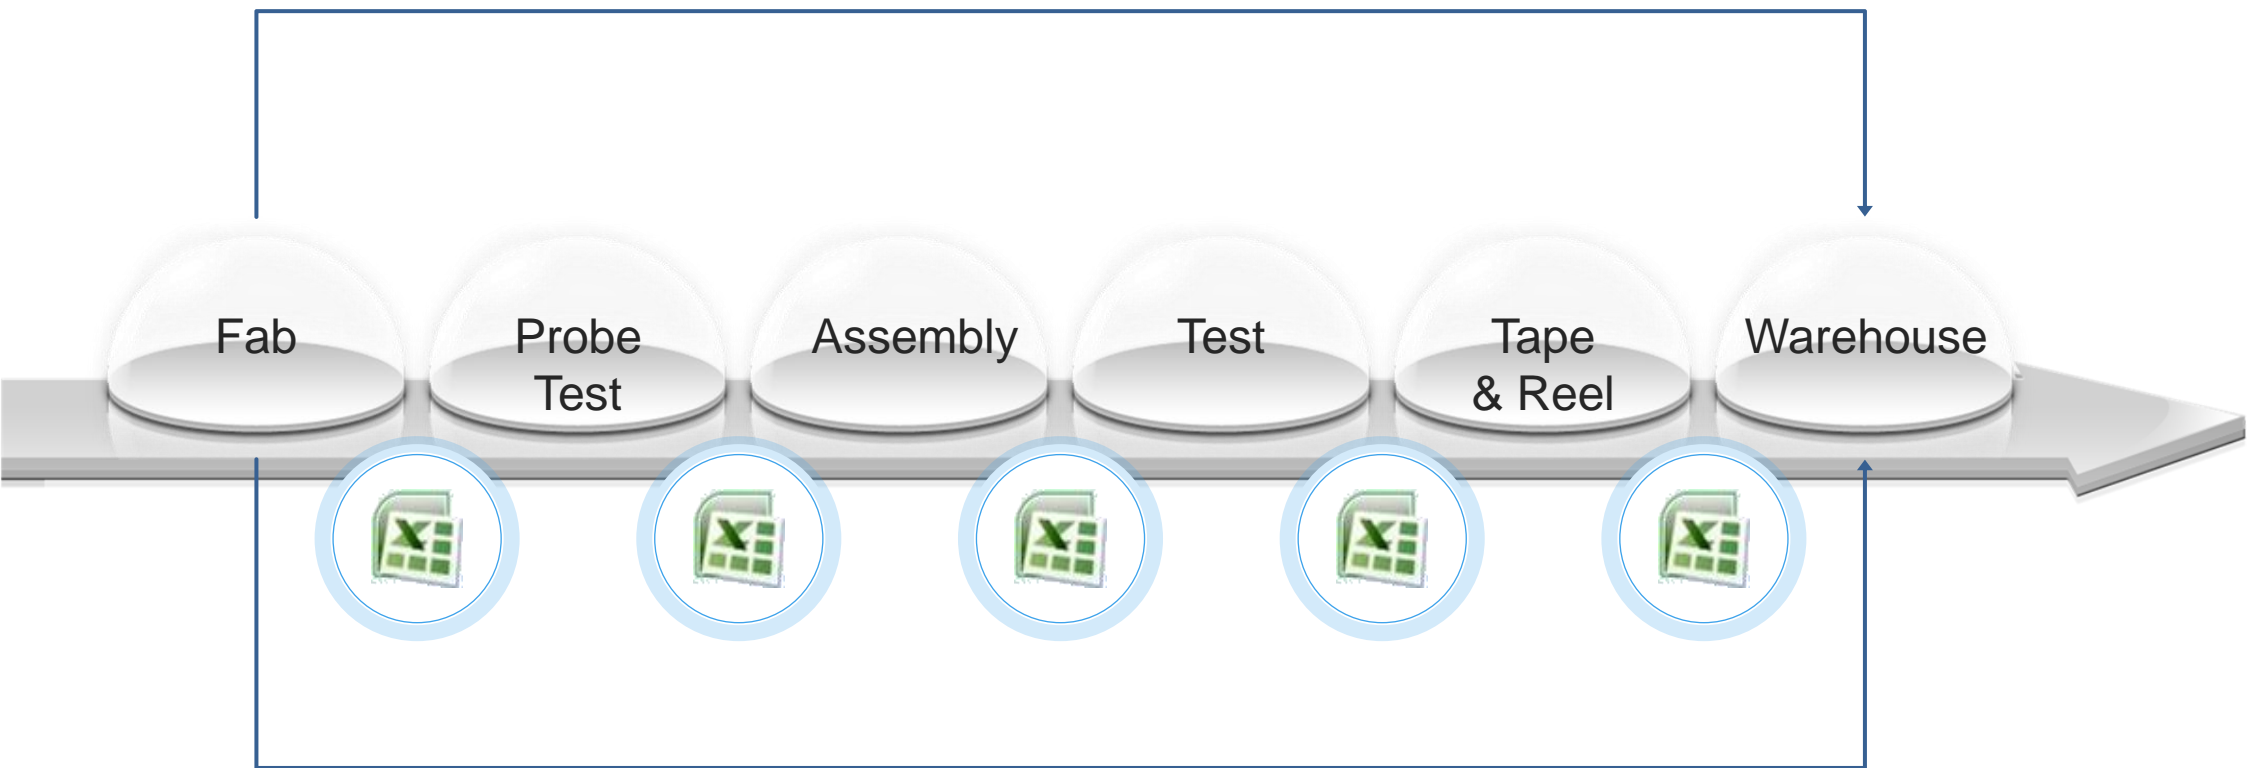 Fab
Probe
Test
Assembly
Test
Tape
& Reel
Warehouse